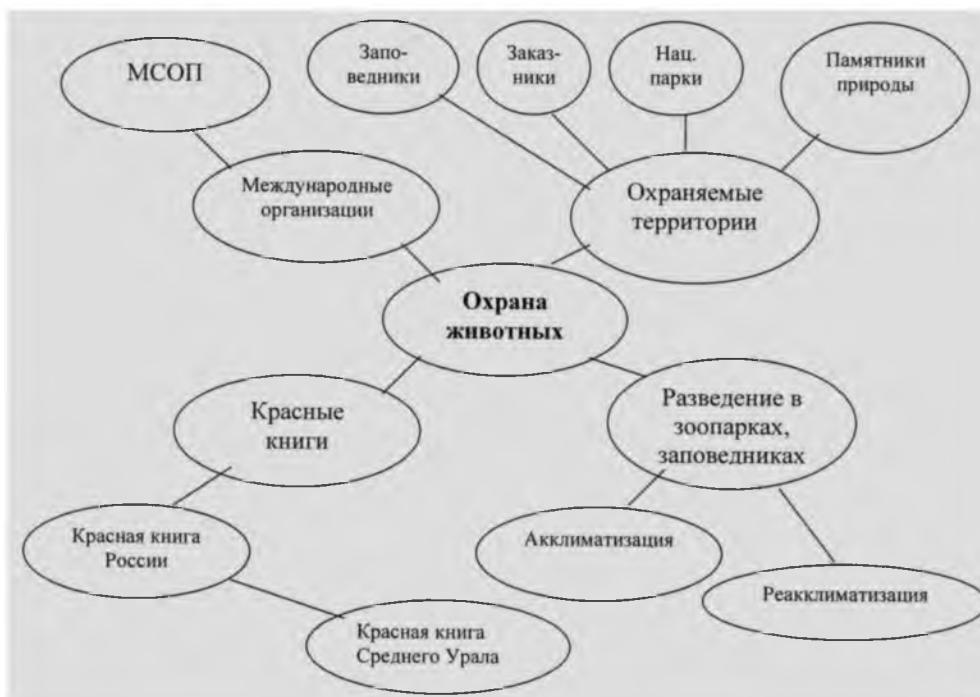 МСОП
Запо-
ведники
Заказ-
ники
Нац.
парки
Памятники
природы
Международные
организации
Охраняемые
территории
Охрана
животных
Красные
книги
Разведение в
зоопарках,
заповедниках
Красная книга
России
Акклиматизация
Реакклиматизация
Красная книга
Среднего Урала